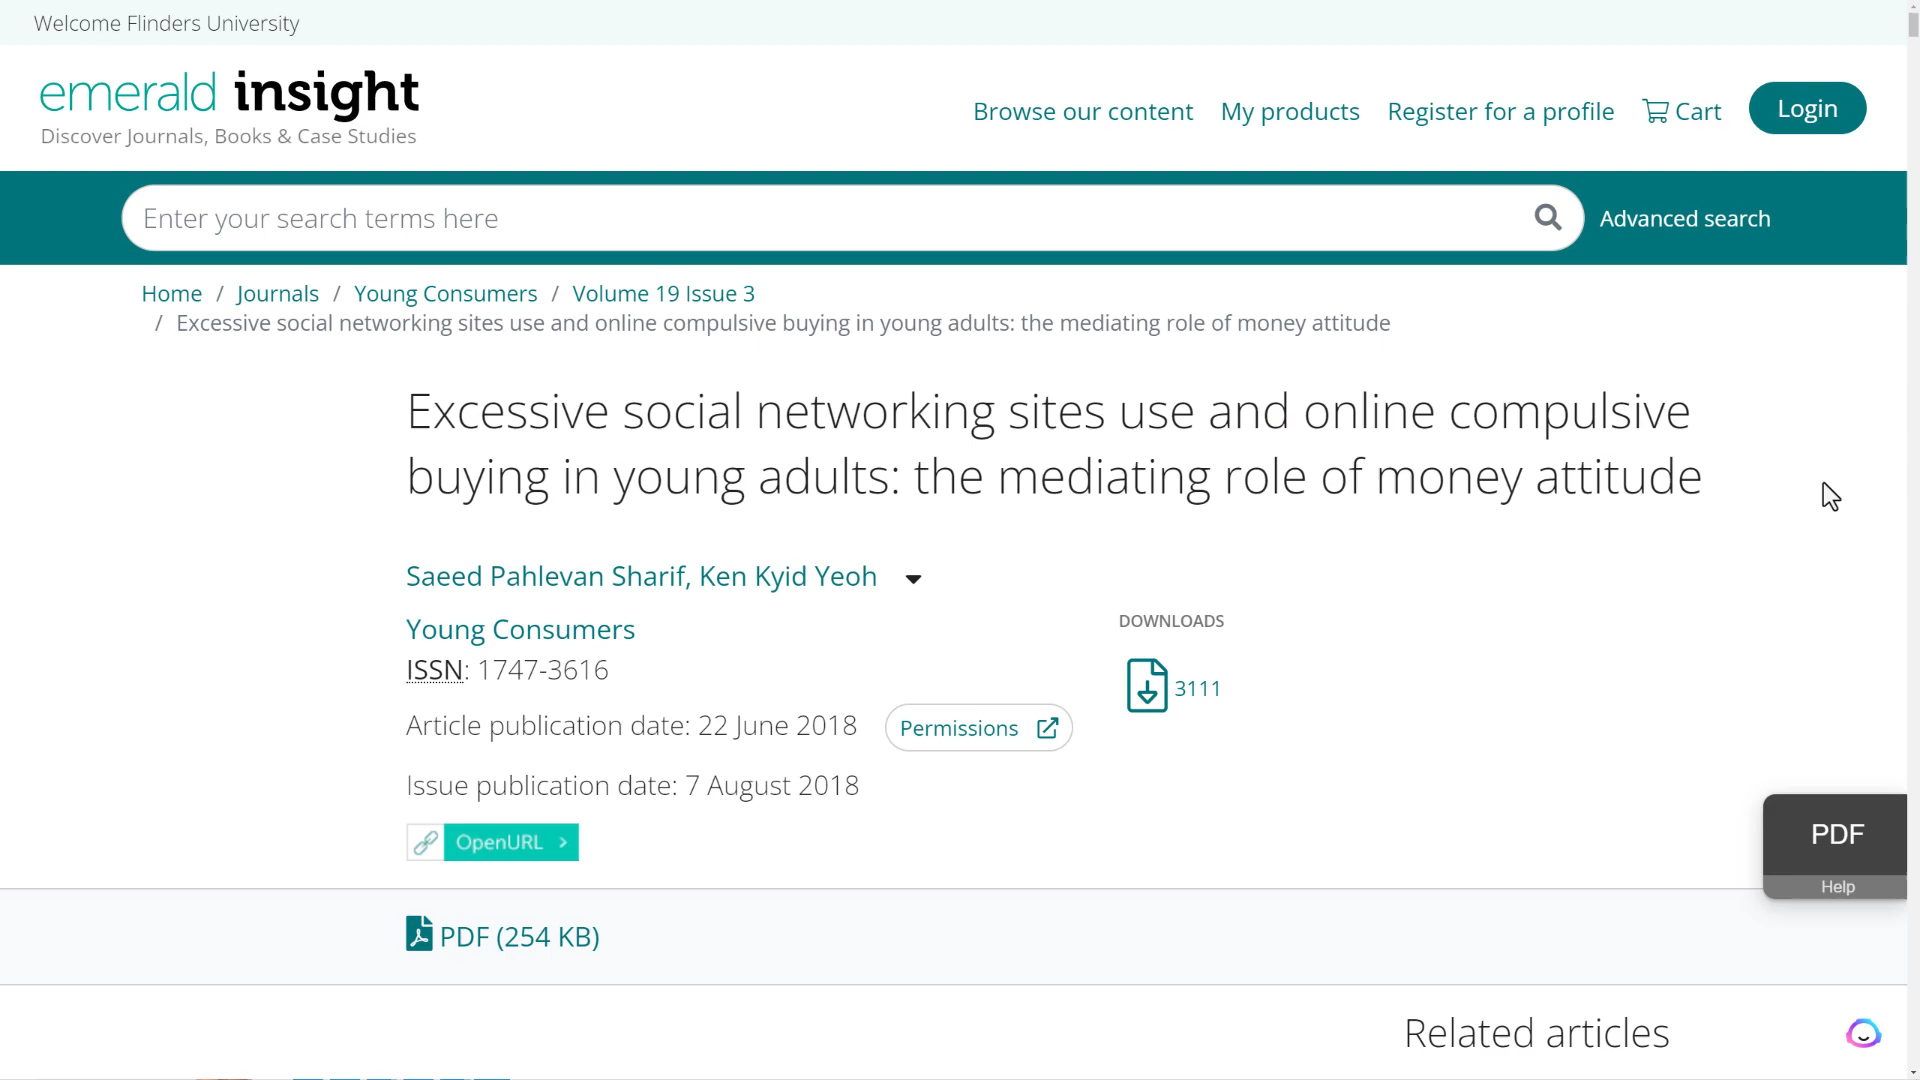 Welcome Flinders University
emerald insight
Discover Journals, Books & Case Studies
Browse our content My products Register for a profile Cart Login
Enter your search terms here Advanced search
Home / Journals / Young Consumers / Volume 19 Issue 3
/ Excessive social networking sites use and online compulsive buying in young adults: the mediating role of money attitude
Excessive social networking sites use and online compulsive
buying in young adults: the mediating role of money attitude
Saeed Pahlevan Sharif, Ken Kyid Yeoh
Young Consumers
DOWNLOADS
ISSN: 1747-3616
3111
Article publication date: 22 June 2018 Permissions
Issue publication date: 7 August 2018
OpenURL >
PDF
Help
PDF (254 KB)
Related articles